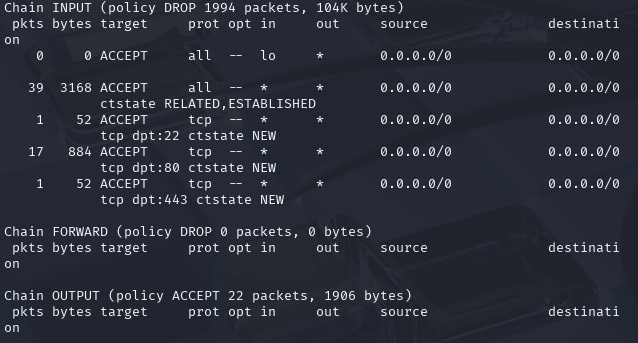 Chain INPUT (policy DROP 1994 packets, 104K bytes)
 pkts bytes target     prot opt in     out     source               destinati
on
    0     0 ACCEPT     all  --  lo     *       0.0.0.0/0            0.0.0.0/0
   39  3168 ACCEPT     all  --  *      *       0.0.0.0/0            0.0.0.0/0
            ctstate RELATED,ESTABLISHED
    1    52 ACCEPT     tcp  --  *      *       0.0.0.0/0            0.0.0.0/0
            tcp dpt:22 ctstate NEW
   17   884 ACCEPT     tcp  --  *      *       0.0.0.0/0            0.0.0.0/0
            tcp dpt:80 ctstate NEW
    1    52 ACCEPT     tcp  --  *      *       0.0.0.0/0            0.0.0.0/0
            tcp dpt:443 ctstate NEW
Chain FORWARD (policy DROP 0 packets, 0 bytes)
 pkts bytes target     prot opt in     out     source               destinati
on
Chain OUTPUT (policy ACCEPT 22 packets, 1906 bytes)
 pkts bytes target     prot opt in     out     source               destinati
on